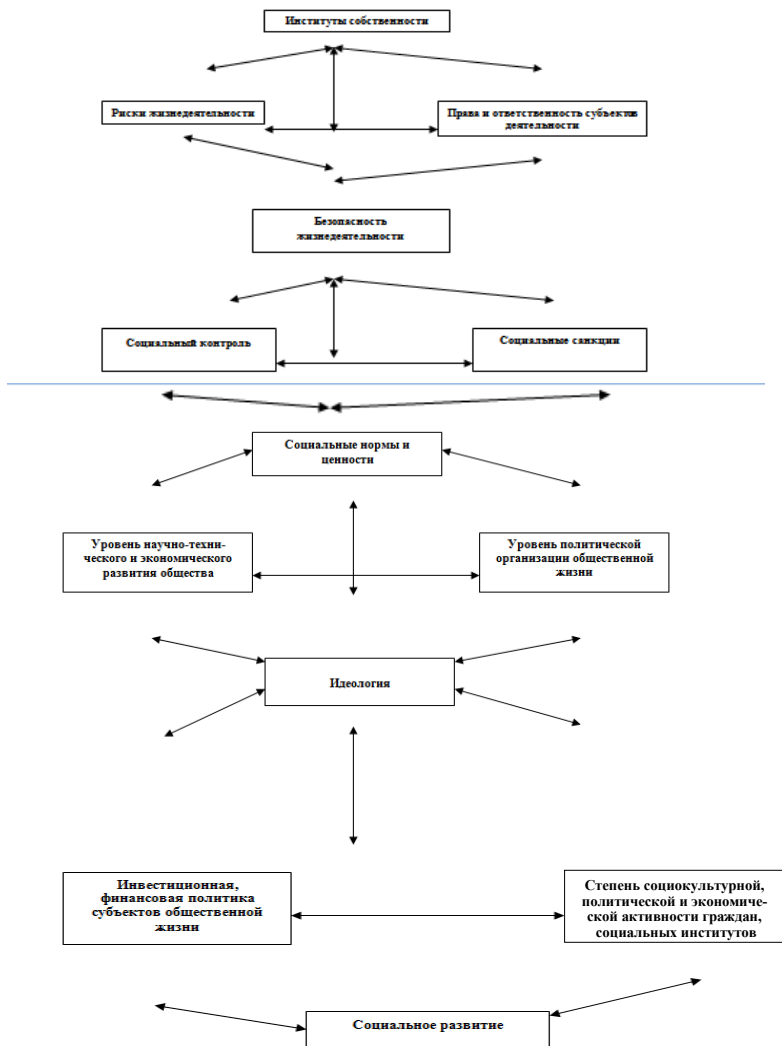 Институты собственности
Риски жизнедеятельности
Права и ответственность субъектов
деятельности
Безопасность
жизнедеятельности
Социальный контроль
Социальные санкции
Социальные нормы и
ценности
Уровень научно-техни-
ческого и экономического
развития общества
Уровень политической
организации общественной
жизни
Идеология
Инвестиционная,
финансовая политика
субъектов общественной
жизни
Степень социокультурной,
политической и экономиче-
ской активности граждан,
социальных институтов
Социальное развитие